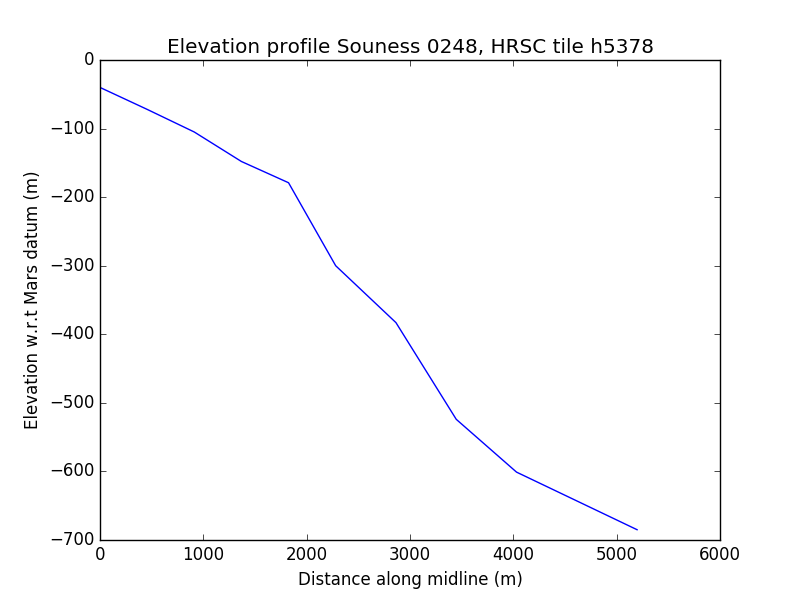 Elevation profile Souness 0248, HRSC tile h5378
0
−100
−200
−300
−400
−500
−600
−700
Elevation w.r.t Mars datum (m)
0 1000 2000 3000 4000 5000 6000
Distance along midline (m)